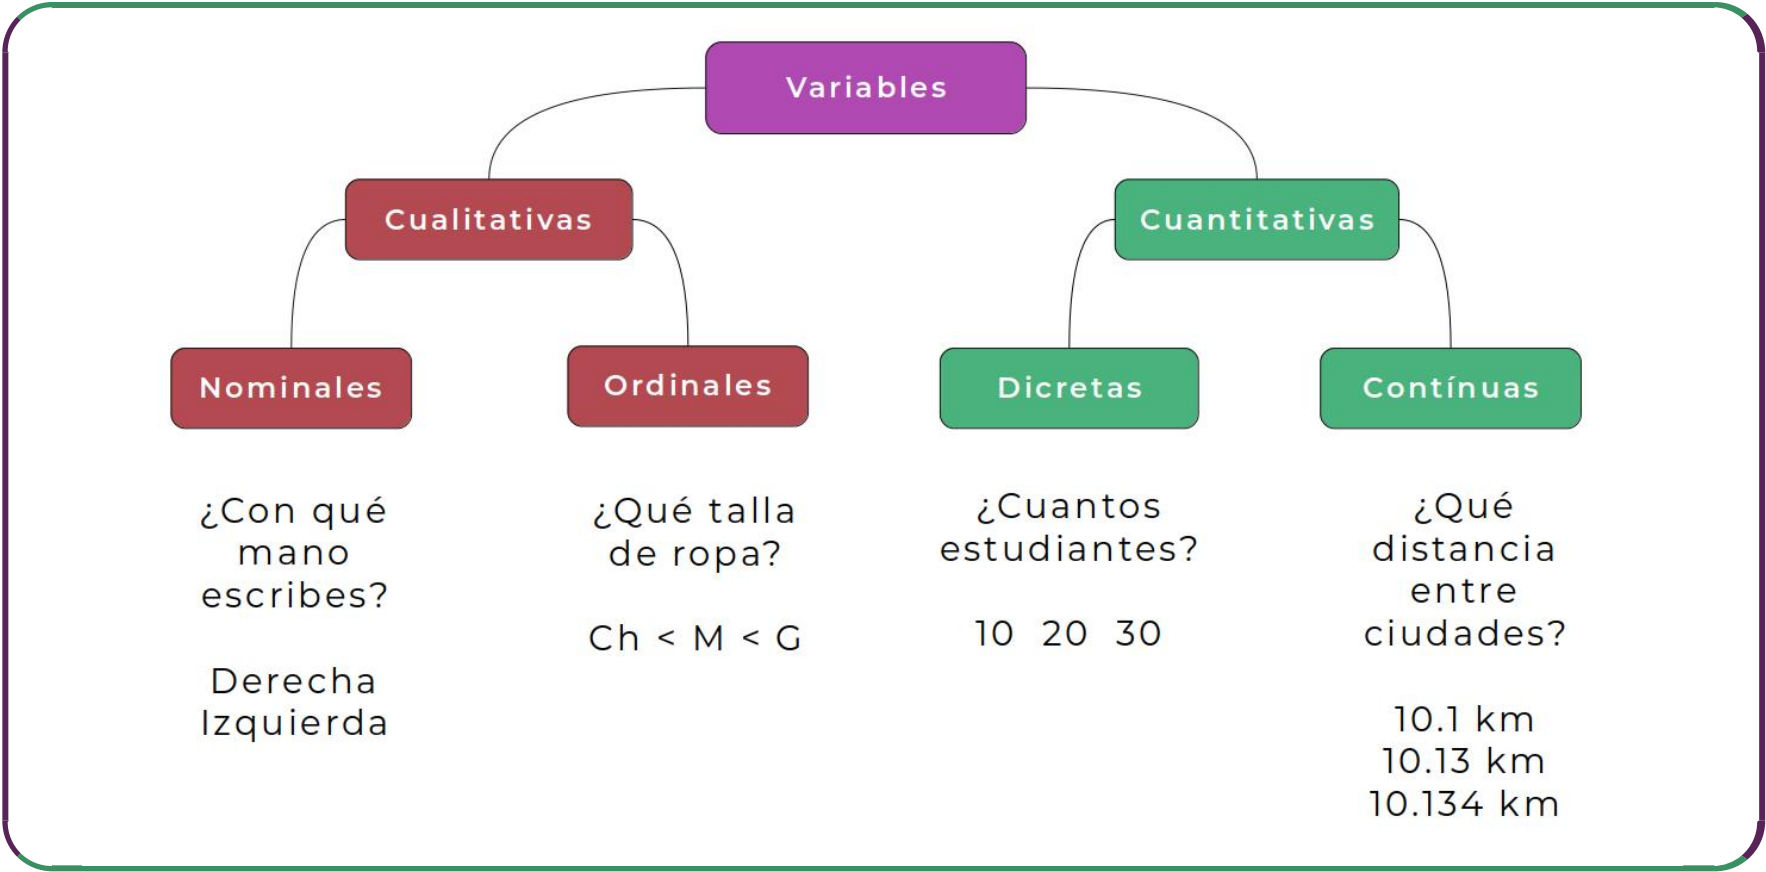 Variables
Cualitativas
Cuantitativas
Nominales
Ordinales
Dicretas
Contínuas
¿Con qué
mano
escribes?
Derecha
Izquierda
¿Qué talla
de ropa?
Ch < M < G
¿Cuantos
estudiantes?
10 20 30
¿Qué
distancia
entre
ciudades?
10.1 km
10.13 km
10.134 km